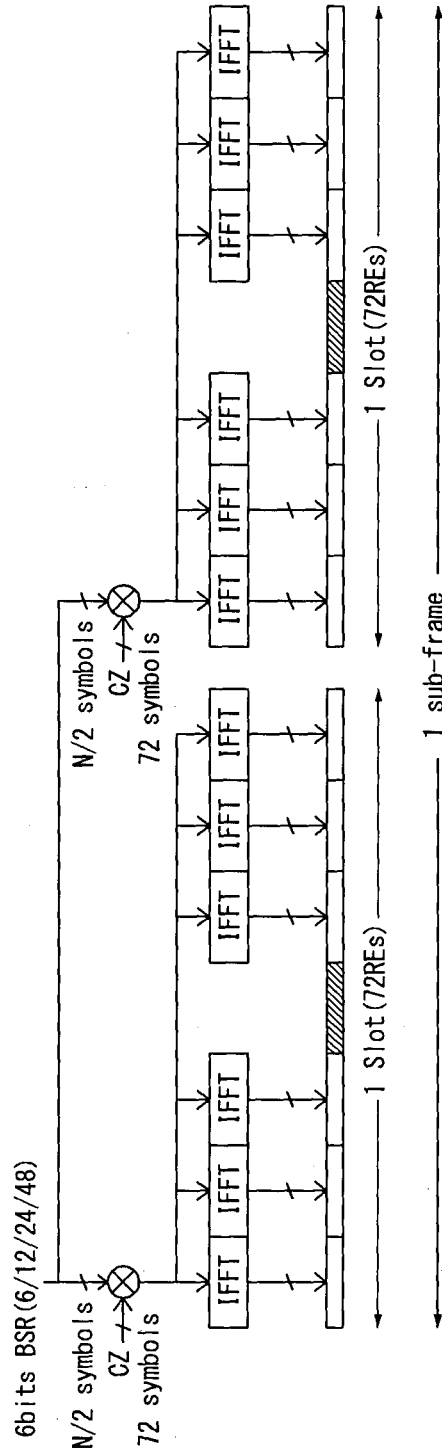 6bits BSR(6/12/24/48)
N/2 symbols
CZ
72 symbols
N/2 symbols
CZ
72 symbols
IFFT
IFFT
IFFT
IFFT
IFFT
IFFT
IFFT
IFFT
IFFT
IFFT
IFFT
IFFT
1 Slot(72REs)
1 Slot(72REs)
1 sub-frame